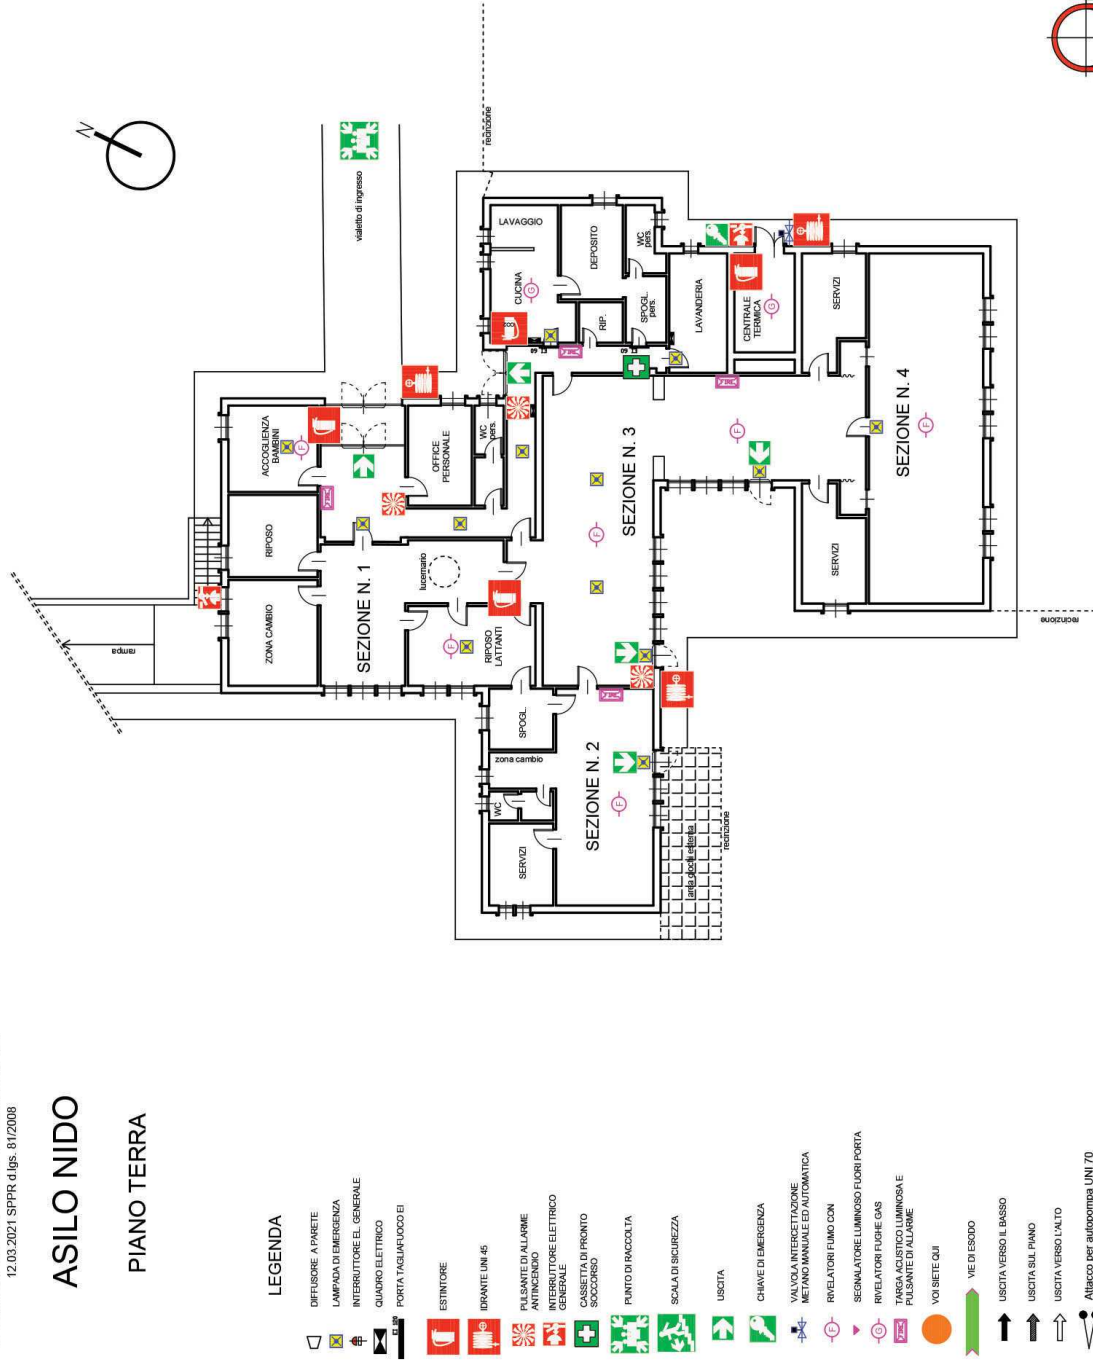 12.03.2021 SPPR d.lgs. 81/2008
ASILO NIDO
PIANO TERRA
LEGENDA
DIFFUSORE A PARETE
LAMPADA DI EMERGENZA
INTERRUTTORE EL. GENERALE
QUADRO ELETTRICO
PORTA TAGLIAFUOCO EI
ESTINTORE
IDRANTE UNI 45
PULSANTE DI ALLARME
ANTINCENDIO
INTERRUTTORE ELETTRICO
GENERALE
CASSETTA DI PRONTO
SOCCORSO
PUNTO DI RACCOLTA
SCALA DI SICUREZZA
USCITA
CHIAVE DI EMERGENZA
VALVOLA INTERCETTAZIONE
METANO MANUALE ED AUTOMATICA
RIVELATORI FUMO CON
SEGNALATORE LUMINOSO FUORI PORTA
RIVELATORI FUGHE GAS
TARGA ACUSTICO LUMINOSA E
PULSANTE DI ALLARME
VOI SIETE QUI
VIE DI ESODO
USCITA VERSO IL BASSO
USCITA SUL PIANO
USCITA VERSO L'ALTO
Attacco per autopompa UNI 70
N
rampa
vialetto di ingresso
recinzione
ACCOGLIENZA
BAMBINI
RIPOSO
ZONA CAMBIO
SEZIONE N. 1
OFFICE
PERSONALE
WC
pers.
lucernario
RIPOSO
LATTANTI
SPOGL.
zona cambio
WC
SERVIZI
SEZIONE N. 2
area giochi esterna
recinzione
SEZIONE N. 3
LAVAGGIO
CUCINA
DEPOSITO
WC
pers.
RIP.
SPOGL.
pers.
LAVANDERIA
CENTRALE
TERMICA
SERVIZI
SERVIZI
SEZIONE N. 4
recinzione